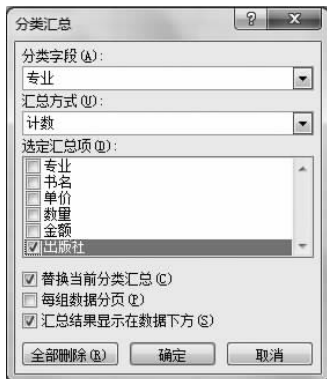 分类汇总
分类字段(A):
专业
汇总方式(U):
计数
选定汇总项(D):
专业
书名
单价
数量
金额
出版社
替换当前分类汇总(C)
每组数据分页(P)
汇总结果显示在数据下方(S)
全部删除(R) 确定 取消